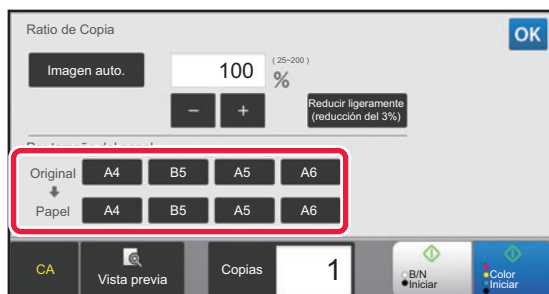 Ratio de Copia
OK
Imagen auto.
100
(25~200)
%
−
+
Reducir ligeramente
(reducción del 3%)
Original
A4
B5
A5
A6
Papel
A4
B5
A5
A6
CA
Vista previa
Copias
1
B/N
Iniciar
Color
Iniciar